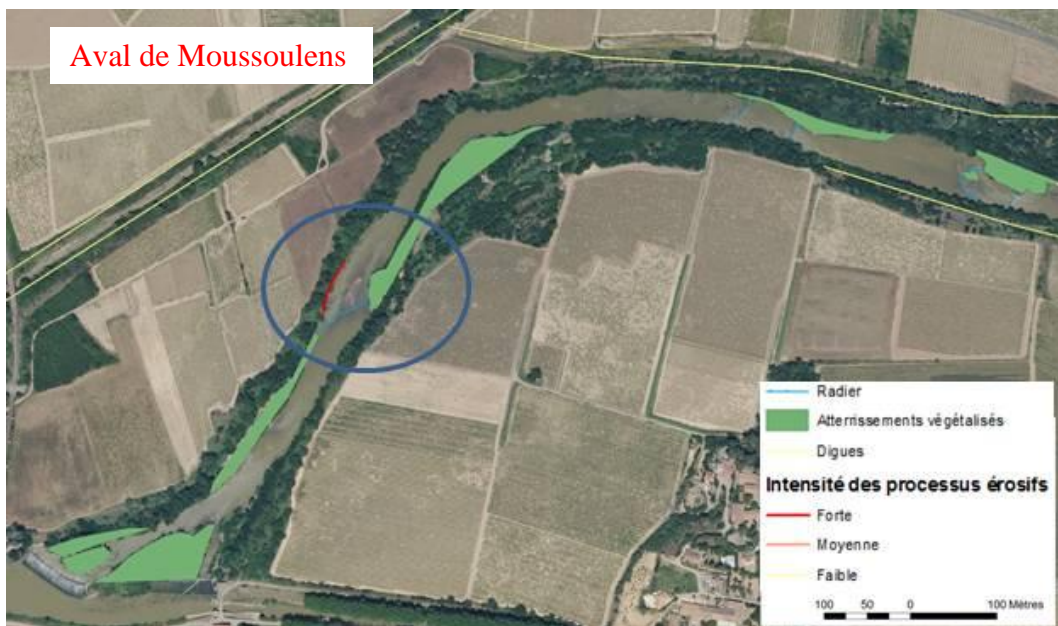 Aval de Moussoulens
Radier
Atterrissements végétalisés
Digues
Intensité des processus érosifs
Forte
Moyenne
Faible
100 50 0 100 Mètres